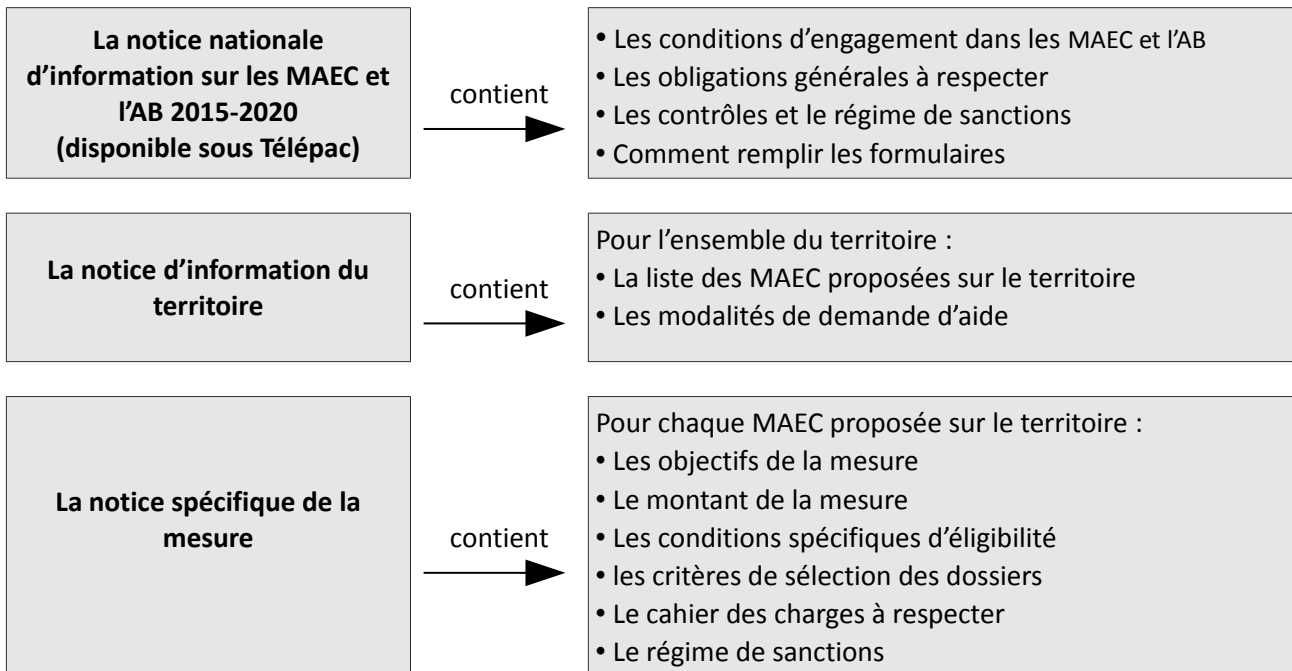 La notice nationale
d’information sur les MAEC et
l’AB 2015-2020
(disponible sous Télépac)
contient
• Les conditions d’engagement dans les MAEC et l’AB
• Les obligations générales à respecter
• Les contrôles et le régime de sanctions
• Comment remplir les formulaires
La notice d’information du
territoire
contient
Pour l’ensemble du territoire :
• La liste des MAEC proposées sur le territoire
• Les modalités de demande d’aide
La notice spécifique de la
mesure
contient
Pour chaque MAEC proposée sur le territoire :
• Les objectifs de la mesure
• Le montant de la mesure
• Les conditions spécifiques d’éligibilité
• les critères de sélection des dossiers
• Le cahier des charges à respecter
• Le régime de sanctions